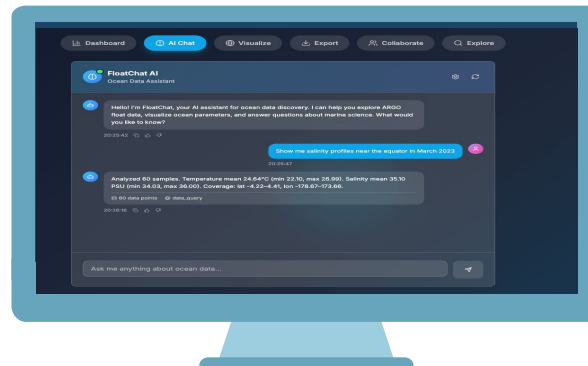 Dashboard
AI Chat
Visualize
Export
Collaborate
Explore
FloatChat AI
Ocean Data Assistant
Hello! I'm FloatChat, your AI assistant for ocean data discovery. I can help you explore ARGO
float data, visualize ocean parameters, and answer questions about marine science. What would
you like to know?
20:25:42
Show me salinity profiles near the equator in March 2023
20:25:47
Analyzed 60 samples. Temperature mean 24.64°C (min 22.10, max 26.99). Salinity mean 35.10
PSU (min 34.03, max 36.00). Coverage: lat -4.22–4.41, lon -178.67–173.66.
60 data points
data_query
20:26:16
Ask me anything about ocean data...